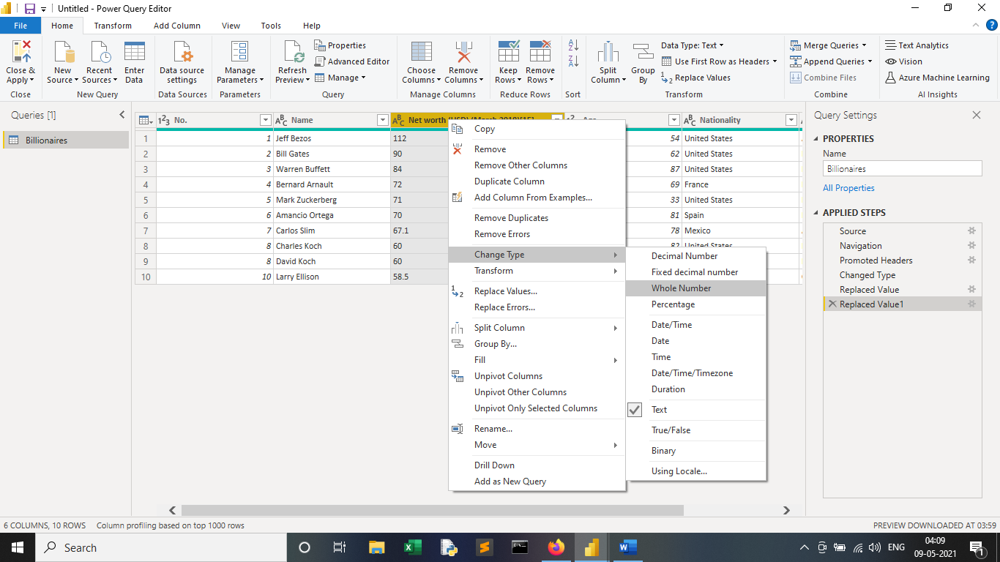 Untitled - Power Query Editor
File Home Transform Add Column View Tools Help
Close & Apply
Close
New Source
Recent Sources
Enter Data
New Query
Data source settings
Data Sources
Manage Parameters
Parameters
Refresh Preview
Properties
Advanced Editor
Manage
Query
Choose Columns
Remove Columns
Manage Columns
Keep Rows
Remove Rows
Reduce Rows
Sort
Split Column
Group By
Data Type: Text
Use First Row as Headers
Replace Values
Transform
Merge Queries
Append Queries
Combine Files
Combine
Text Analytics
Vision
Azure Machine Learning
AI Insights
Queries [1]
Billionaires
No. Name Net worth (USD) (March 2018)[15] Age Nationality
1 1 Jeff Bezos 112 54 United States
2 2 Bill Gates 90 62 United States
3 3 Warren Buffett 84 87 United States
4 4 Bernard Arnault 72 69 France
5 5 Mark Zuckerberg 71 33 United States
6 6 Amancio Ortega 70 81 Spain
7 7 Carlos Slim 67.1 78 Mexico
8 8 Charles Koch 60 82 United States
9 8 David Koch 60
10 10 Larry Ellison 58.5
Copy
Remove
Remove Other Columns
Duplicate Column
Add Column From Examples...
Remove Duplicates
Remove Errors
Change Type
Transform
Replace Values...
Replace Errors...
Split Column
Group By...
Fill
Unpivot Columns
Unpivot Other Columns
Unpivot Only Selected Columns
Rename...
Move
Drill Down
Add as New Query
Decimal Number
Fixed decimal number
Whole Number
Percentage
Date/Time
Date
Time
Date/Time/Timezone
Duration
Text
True/False
Binary
Using Locale...
Query Settings
PROPERTIES
Name
Billionaires
All Properties
APPLIED STEPS
Source
Navigation
Promoted Headers
Changed Type
Replaced Value
Replaced Value1
6 COLUMNS, 10 ROWS Column profiling based on top 1000 rows PREVIEW DOWNLOADED AT 03:59
Search
ENG
04:09
09-05-2021
1